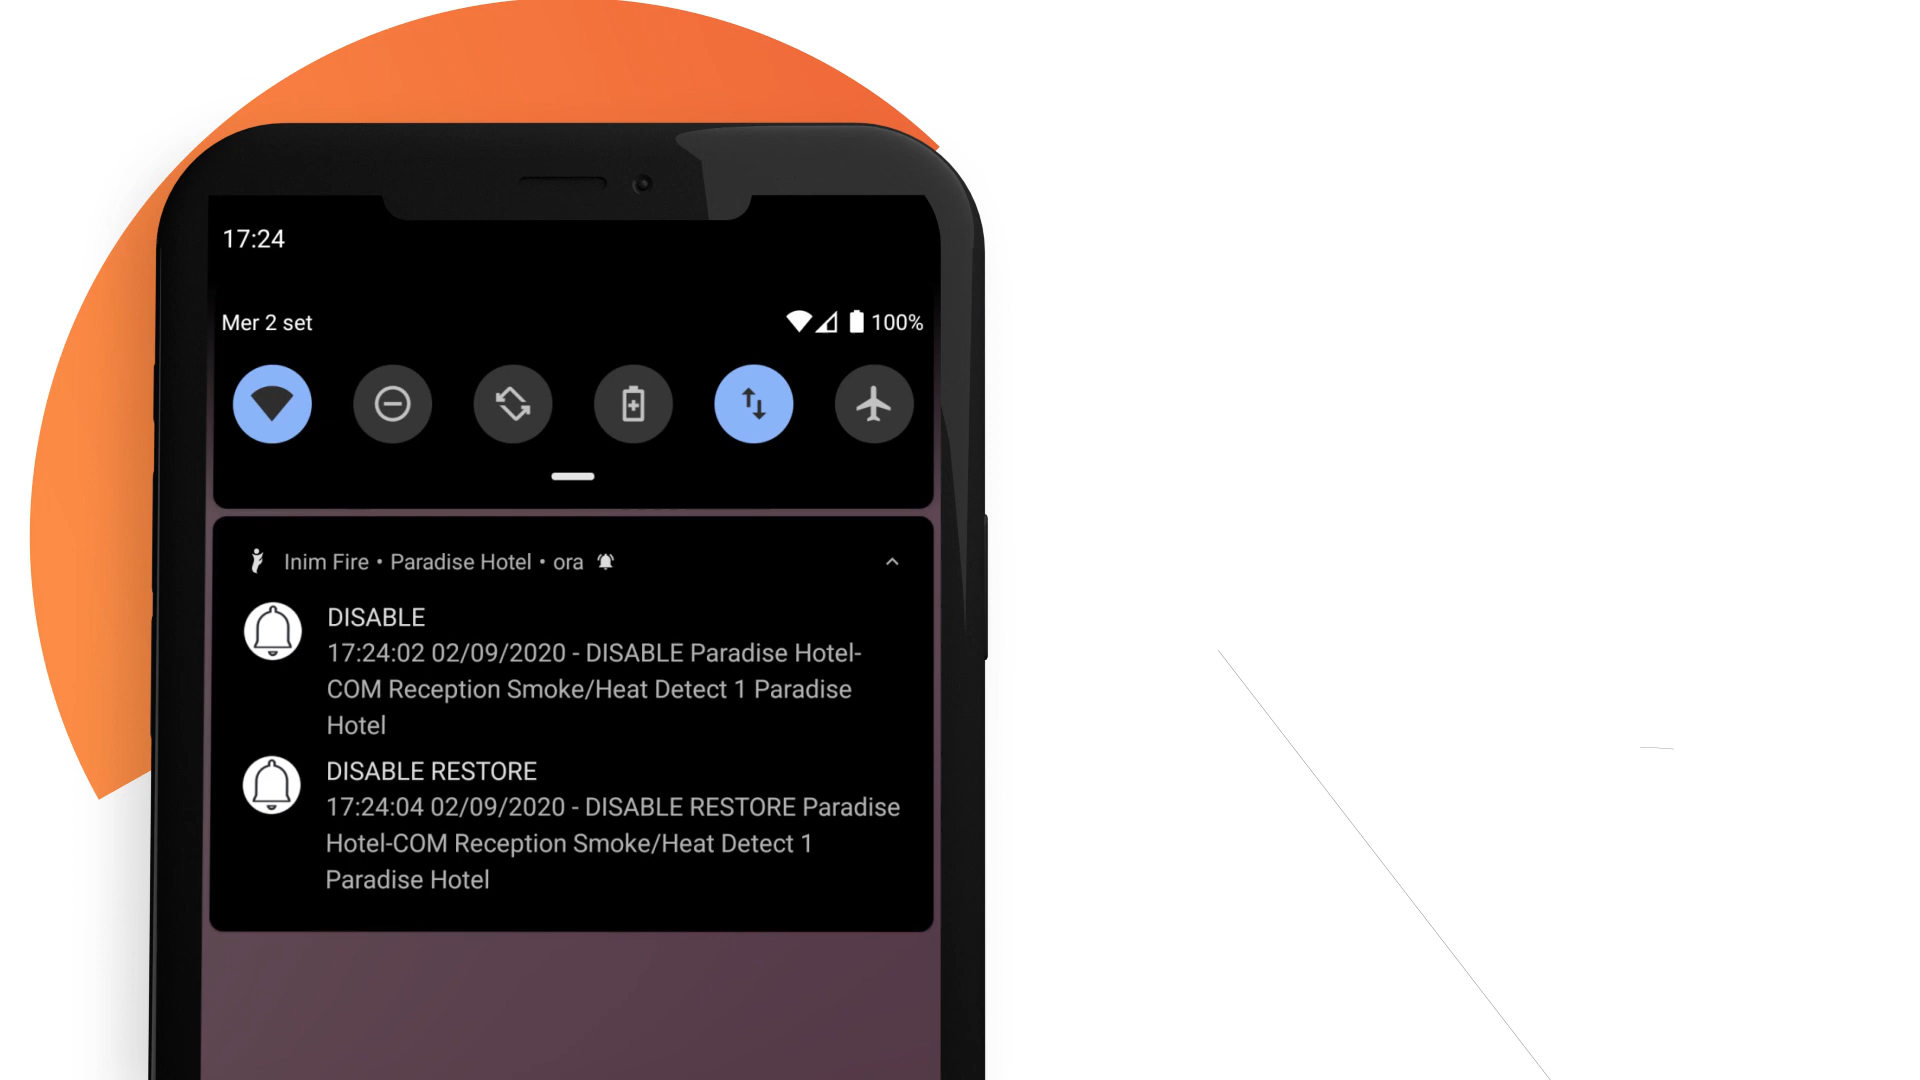 17:24
Mer 2 set
100%
Inim Fire • Paradise Hotel • ora
DISABLE
17:24:02 02/09/2020 - DISABLE Paradise Hotel-
COM Reception Smoke/Heat Detect 1 Paradise
Hotel
DISABLE RESTORE
17:24:04 02/09/2020 - DISABLE RESTORE Paradise
Hotel-COM Reception Smoke/Heat Detect 1
Paradise Hotel